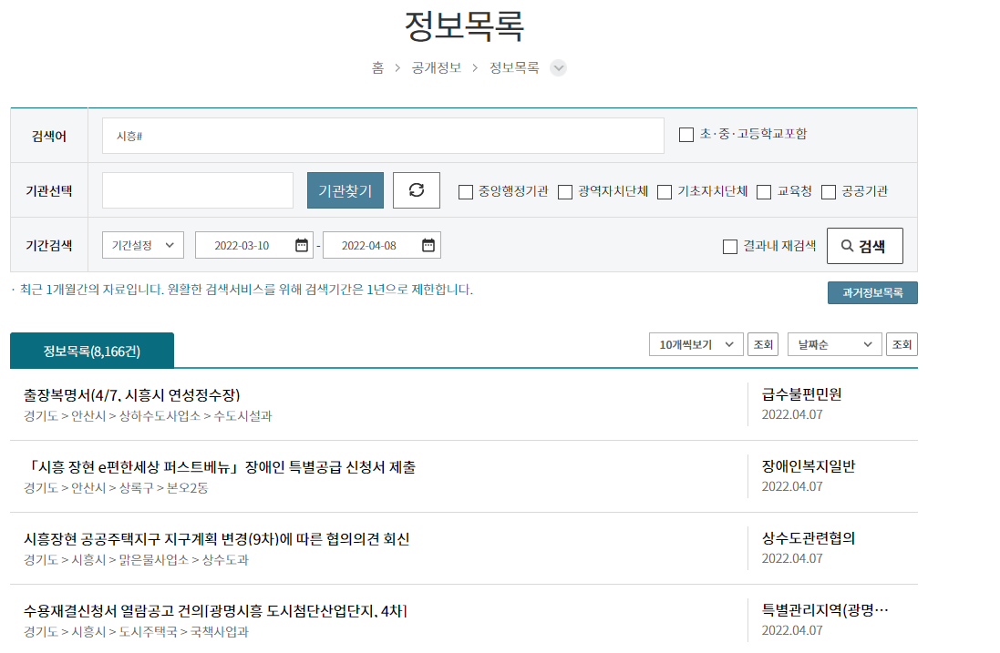 정보목록
홈 > 공개정보 > 정보목록
검색어 시흥# 초·중·고등학교포함
기관선택 기관찾기 중앙행정기관 광역자치단체 기초자치단체 교육청 공공기관
기간검색 기간설정 2022-03-10 - 2022-04-08 결과내 재검색 검색
· 최근 1개월간의 자료입니다. 원활한 검색서비스를 위해 검색기간은 1년으로 제한합니다. 과거정보목록
정보목록(8,166건) 10개씩보기 조회 날짜순 조회
출장복명서(4/7, 시흥시 연성정수장) 급수불편민원
경기도 > 안산시 > 상하수도사업소 > 수도시설과 2022.04.07
「시흥 장현 e편한세상 퍼스트베뉴」장애인 특별공급 신청서 제출 장애인복지일반
경기도 > 안산시 > 상록구 > 본오2동 2022.04.07
시흥장현 공공주택지구 지구계획 변경(9차)에 따른 협의의견 회신 상수도관련협의
경기도 > 시흥시 > 맑은물사업소 > 상수도과 2022.04.07
수용재결신청서 열람공고 건의[광명시흥 도시첨단산업단지, 4차] 특별관리지역(광명…
경기도 > 시흥시 > 도시주택국 > 국책사업과 2022.04.07